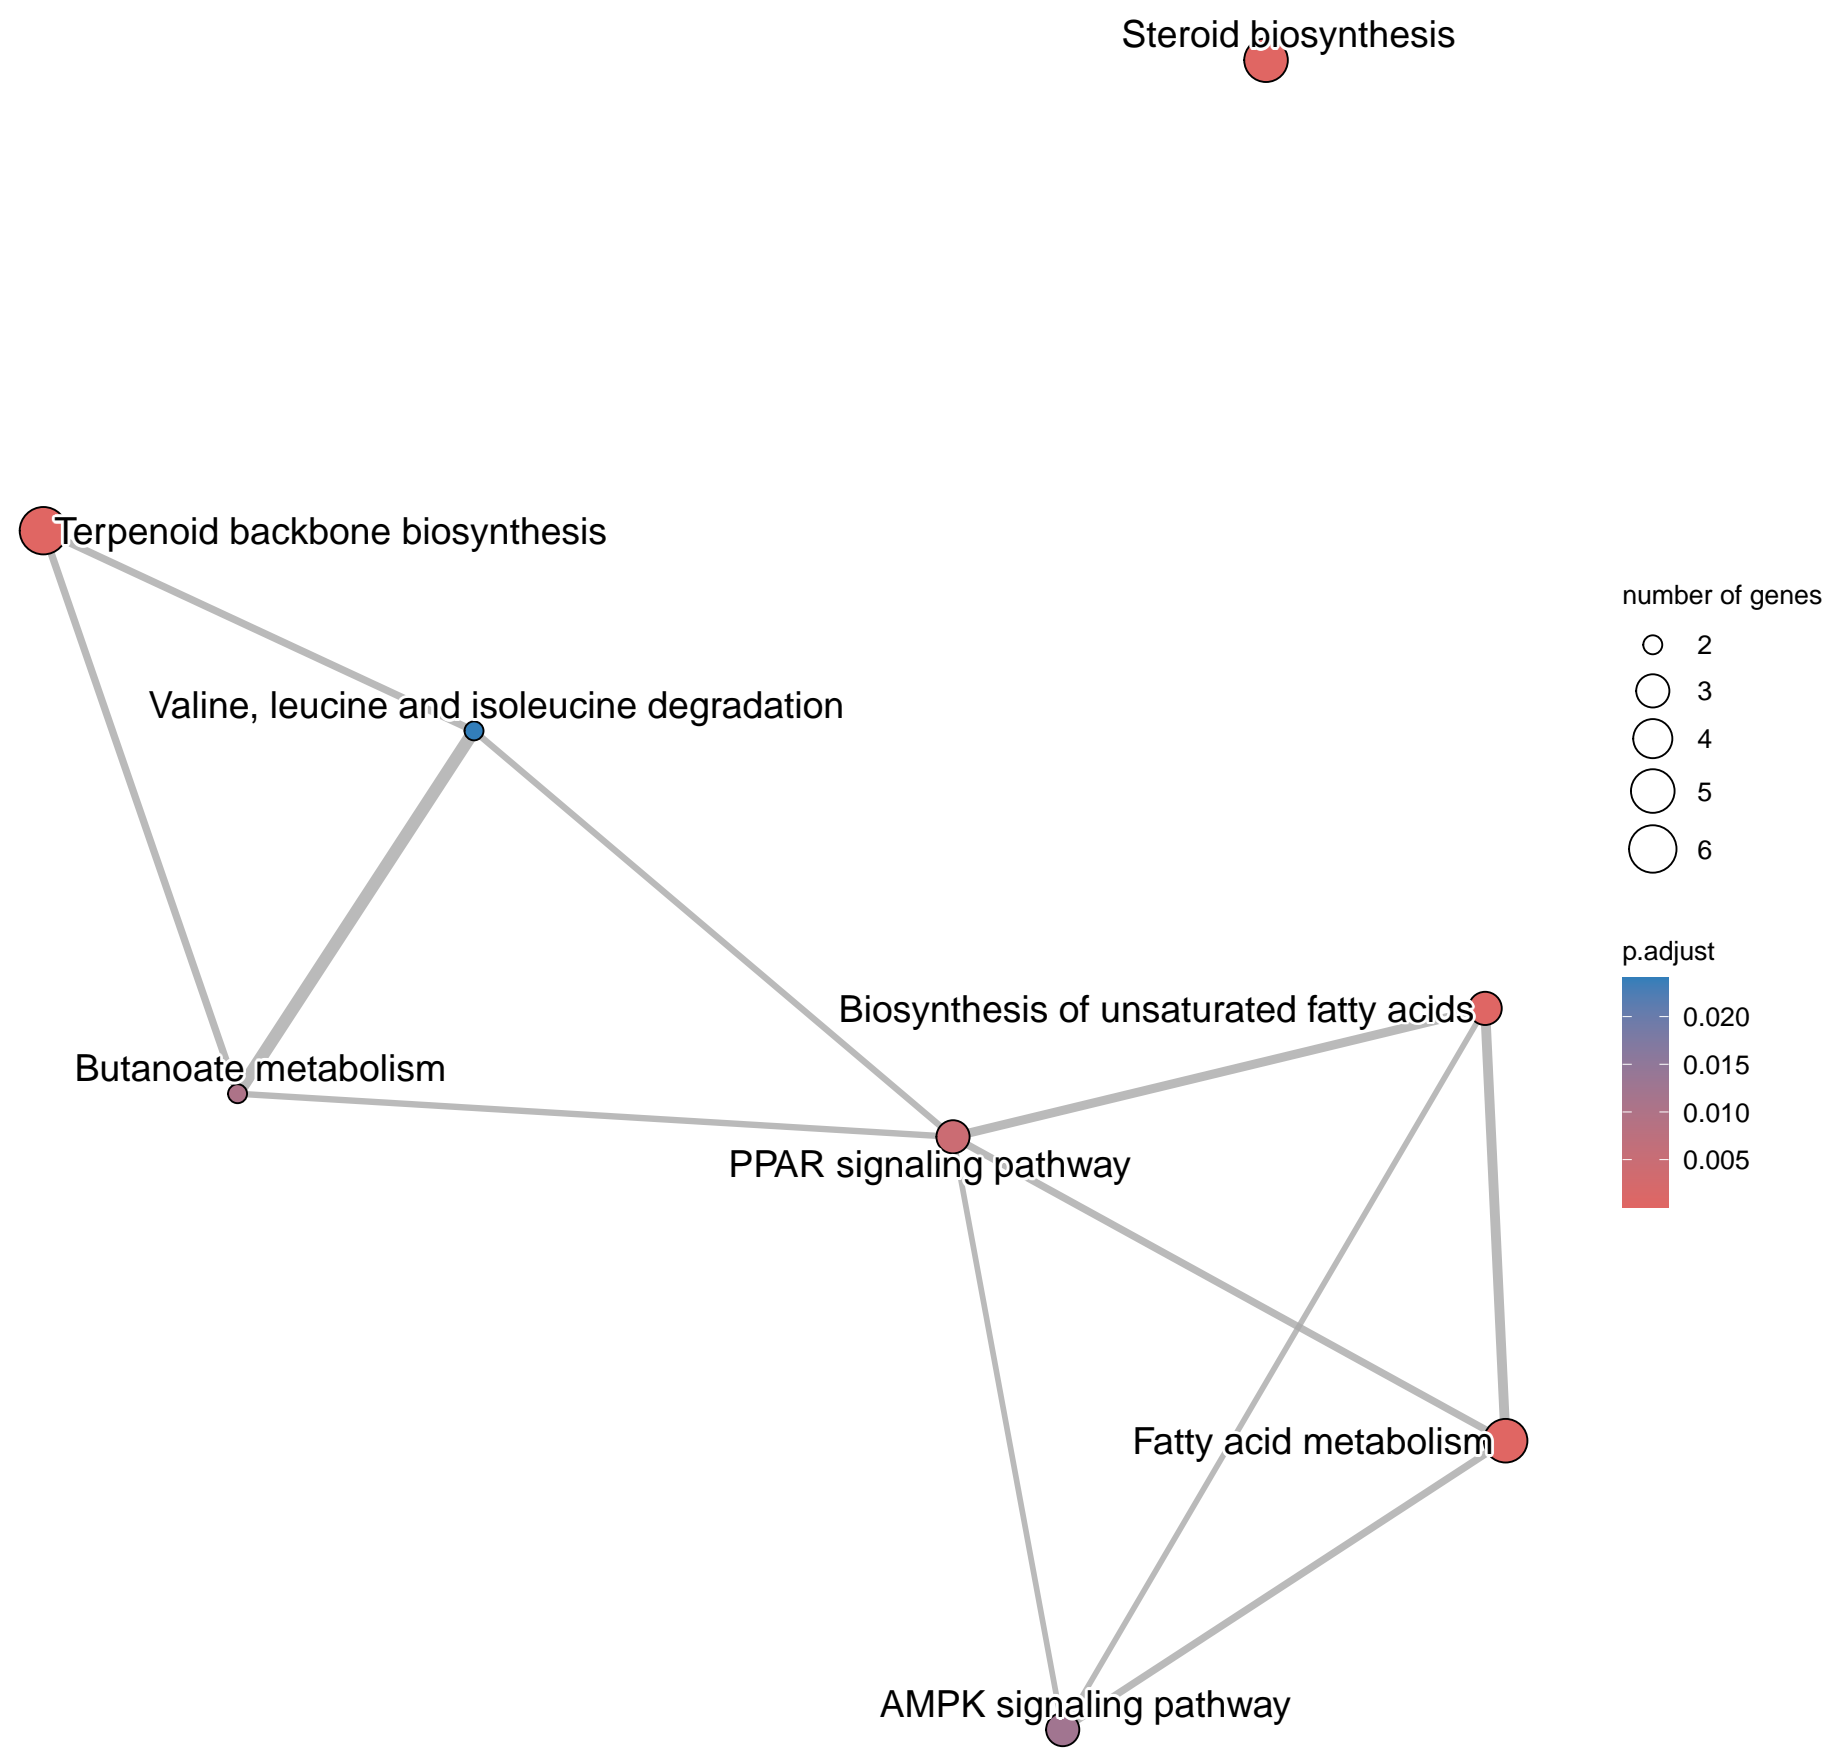 Steroid biosynthesis
Terpenoid backbone biosynthesis
Valine, leucine and isoleucine degradation
Butanoate metabolism
Biosynthesis of unsaturated fatty acids
PPAR signaling pathway
Fatty acid metabolism
AMPK signaling pathway
number of genes
2
3
4
5
6
p.adjust
0.020
0.015
0.010
0.005